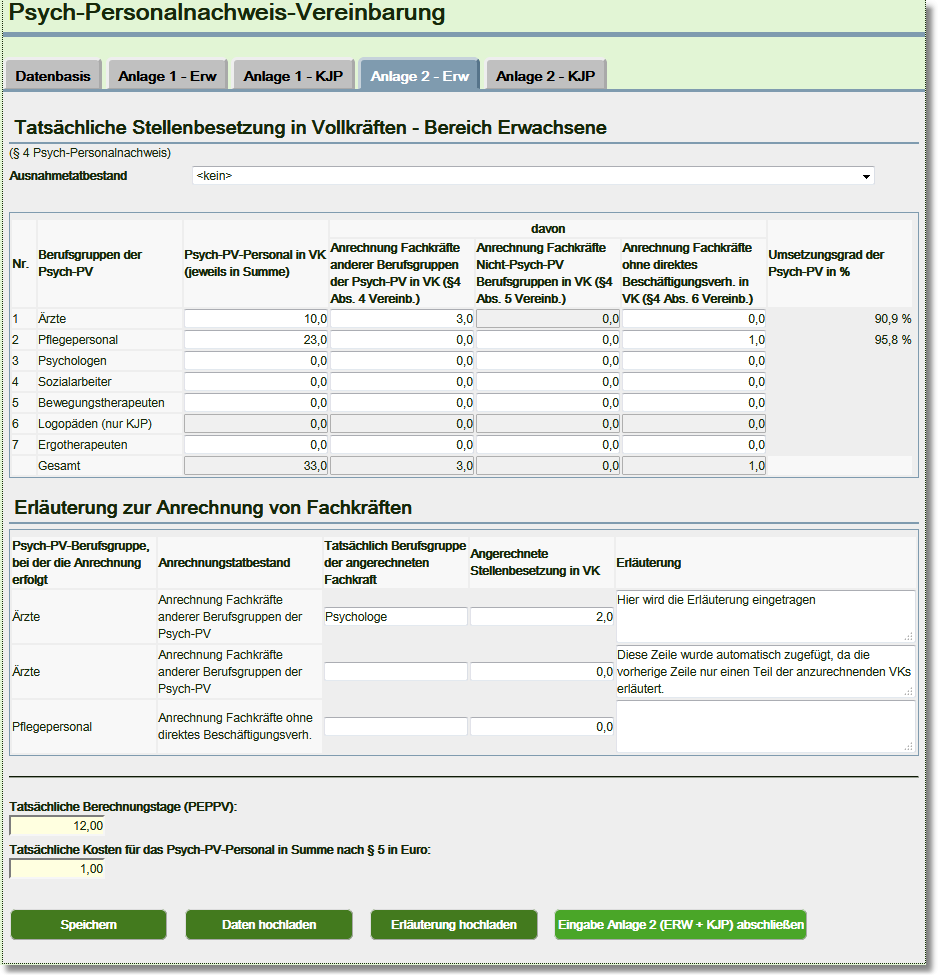 Psych-Personalnachweis-Vereinbarung
Datenbasis Anlage 1 - Erw Anlage 1 - KJP Anlage 2 - Erw Anlage 2 - KJP
Tatsächliche Stellenbesetzung in Vollkräften - Bereich Erwachsene
(§ 4 Psych-Personalnachweis)
Ausnahmetatbestand <kein>
davon
Nr. Berufsgruppen der Psych-PV Psych-PV-Personal in VK (jeweils in Summe) Anrechnung Fachkräfte anderer Berufsgruppen der Psych-PV in VK (§4 Abs. 4 Vereinb.) Anrechnung Fachkräfte Nicht-Psych-PV Berufsgruppen in VK (§4 Abs. 5 Vereinb.) Anrechnung Fachkräfte ohne direktes Beschäftigungsverh. in VK (§4 Abs. 6 Vereinb.) Umsetzungsgrad der Psych-PV in %
1 Ärzte 10,0 3,0 0,0 0,0 90,9 %
2 Pflegepersonal 23,0 0,0 0,0 1,0 95,8 %
3 Psychologen 0,0 0,0 0,0 0,0
4 Sozialarbeiter 0,0 0,0 0,0 0,0
5 Bewegungstherapeuten 0,0 0,0 0,0 0,0
6 Logopäden (nur KJP) 0,0 0,0 0,0 0,0
7 Ergotherapeuten 0,0 0,0 0,0 0,0
Gesamt 33,0 3,0 0,0 1,0
Erläuterung zur Anrechnung von Fachkräften
Psych-PV-Berufsgruppe, bei der die Anrechnung erfolgt Anrechnungstatbestand Tatsächlich Berufsgruppe der angerechneten Fachkraft Angerechnete Stellenbesetzung in VK Erläuterung
Ärzte Anrechnung Fachkräfte anderer Berufsgruppen der Psych-PV Psychologe 2,0 Hier wird die Erläuterung eingetragen
Ärzte Anrechnung Fachkräfte anderer Berufsgruppen der Psych-PV 0,0 Diese Zeile wurde automatisch zugefügt, da die vorherige Zeile nur einen Teil der anzurechnenden VKs erläutert.
Pflegepersonal Anrechnung Fachkräfte ohne direktes Beschäftigungsverh. 0,0
Tatsächliche Berechnungstage (PEPPV):
12,00
Tatsächliche Kosten für das Psych-PV-Personal in Summe nach § 5 in Euro:
1,00
Speichern Daten hochladen Erläuterung hochladen Eingabe Anlage 2 (ERW + KJP) abschließen